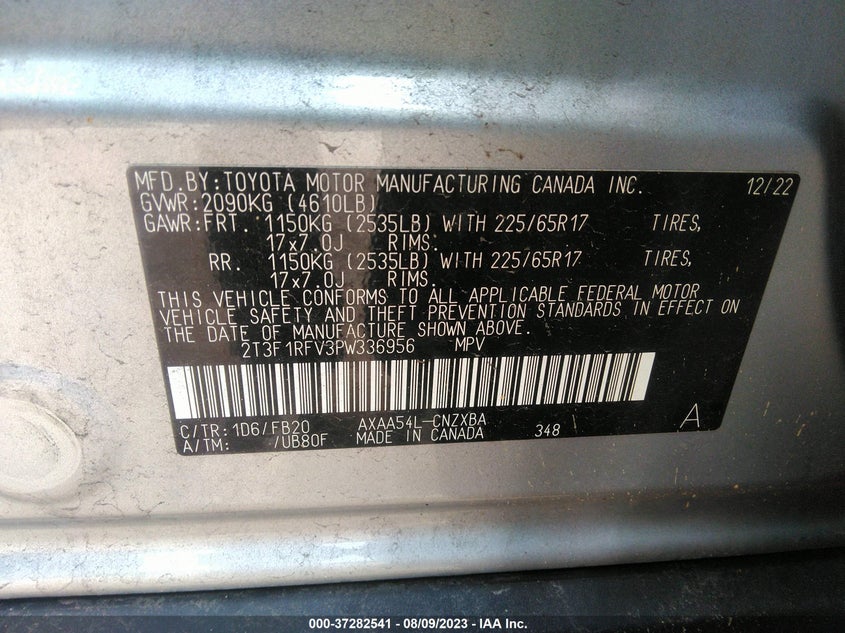 MFD.BY:TOYOTA MOTOR MANUFACTURING CANADA INC. 12/22
GVWR:2090KG (4610LB)
GAWR:FRT. 1150KG (2535LB) WITH 225/65R17 TIRES,
17x7.0J RIMS.
RR. 1150KG (2535LB) WITH 225/65R17 TIRES,
17x7.0J RIMS.
THIS VEHICLE CONFORMS TO ALL APPLICABLE FEDERAL MOTOR
VEHICLE SAFETY AND THEFT PREVENTION STANDARDS IN EFFECT ON
THE DATE OF MANUFACTURE SHOWN ABOVE.
2T3F1RFV3PW336956 MPV
C/TR:1D6/FB20 AXAA54L-CNZXBA A
A/TM: /UB80F MADE IN CANADA 348
000-37282541 - 08/09/2023 - IAA Inc.